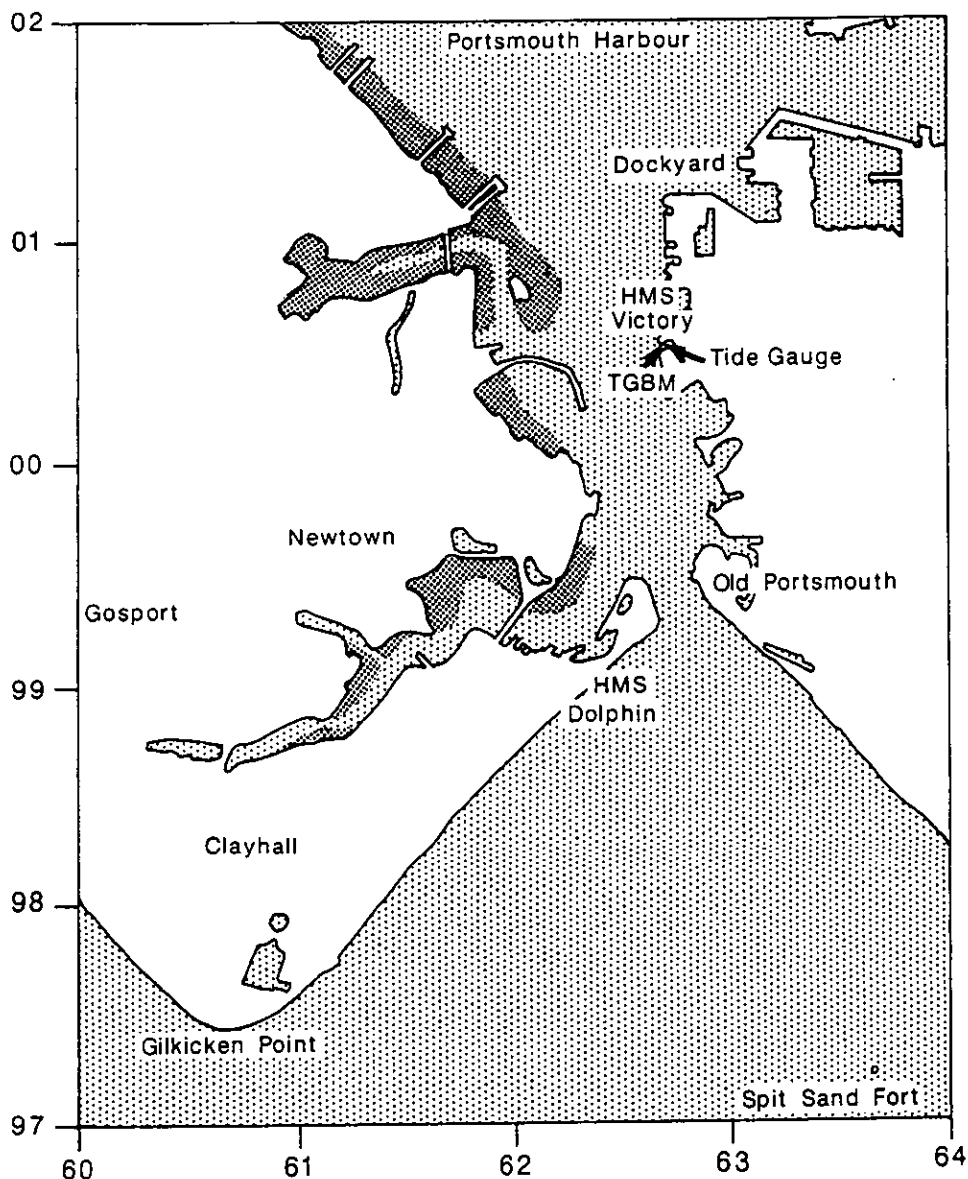 02
Portsmouth Harbour
Dockyard
01
HMS
Victory
Tide Gauge
TGBM
00
Newtown
Old Portsmouth
Gosport
99
HMS
Dolphin
Clayhall
98
Gilkicken Point
Spit Sand Fort
97
60
61
62
63
64